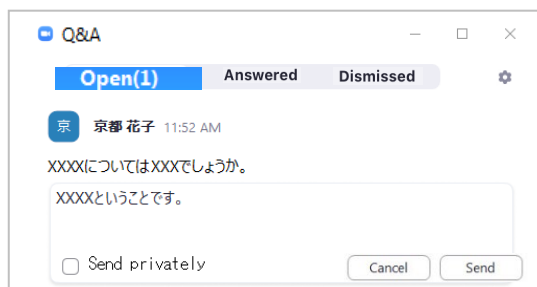 Q&A
Open(1) Answered Dismissed
京
京都 花子 11:52 AM
XXXXについてはXXXでしょうか。
XXXXということです。
Send privately Cancel Send